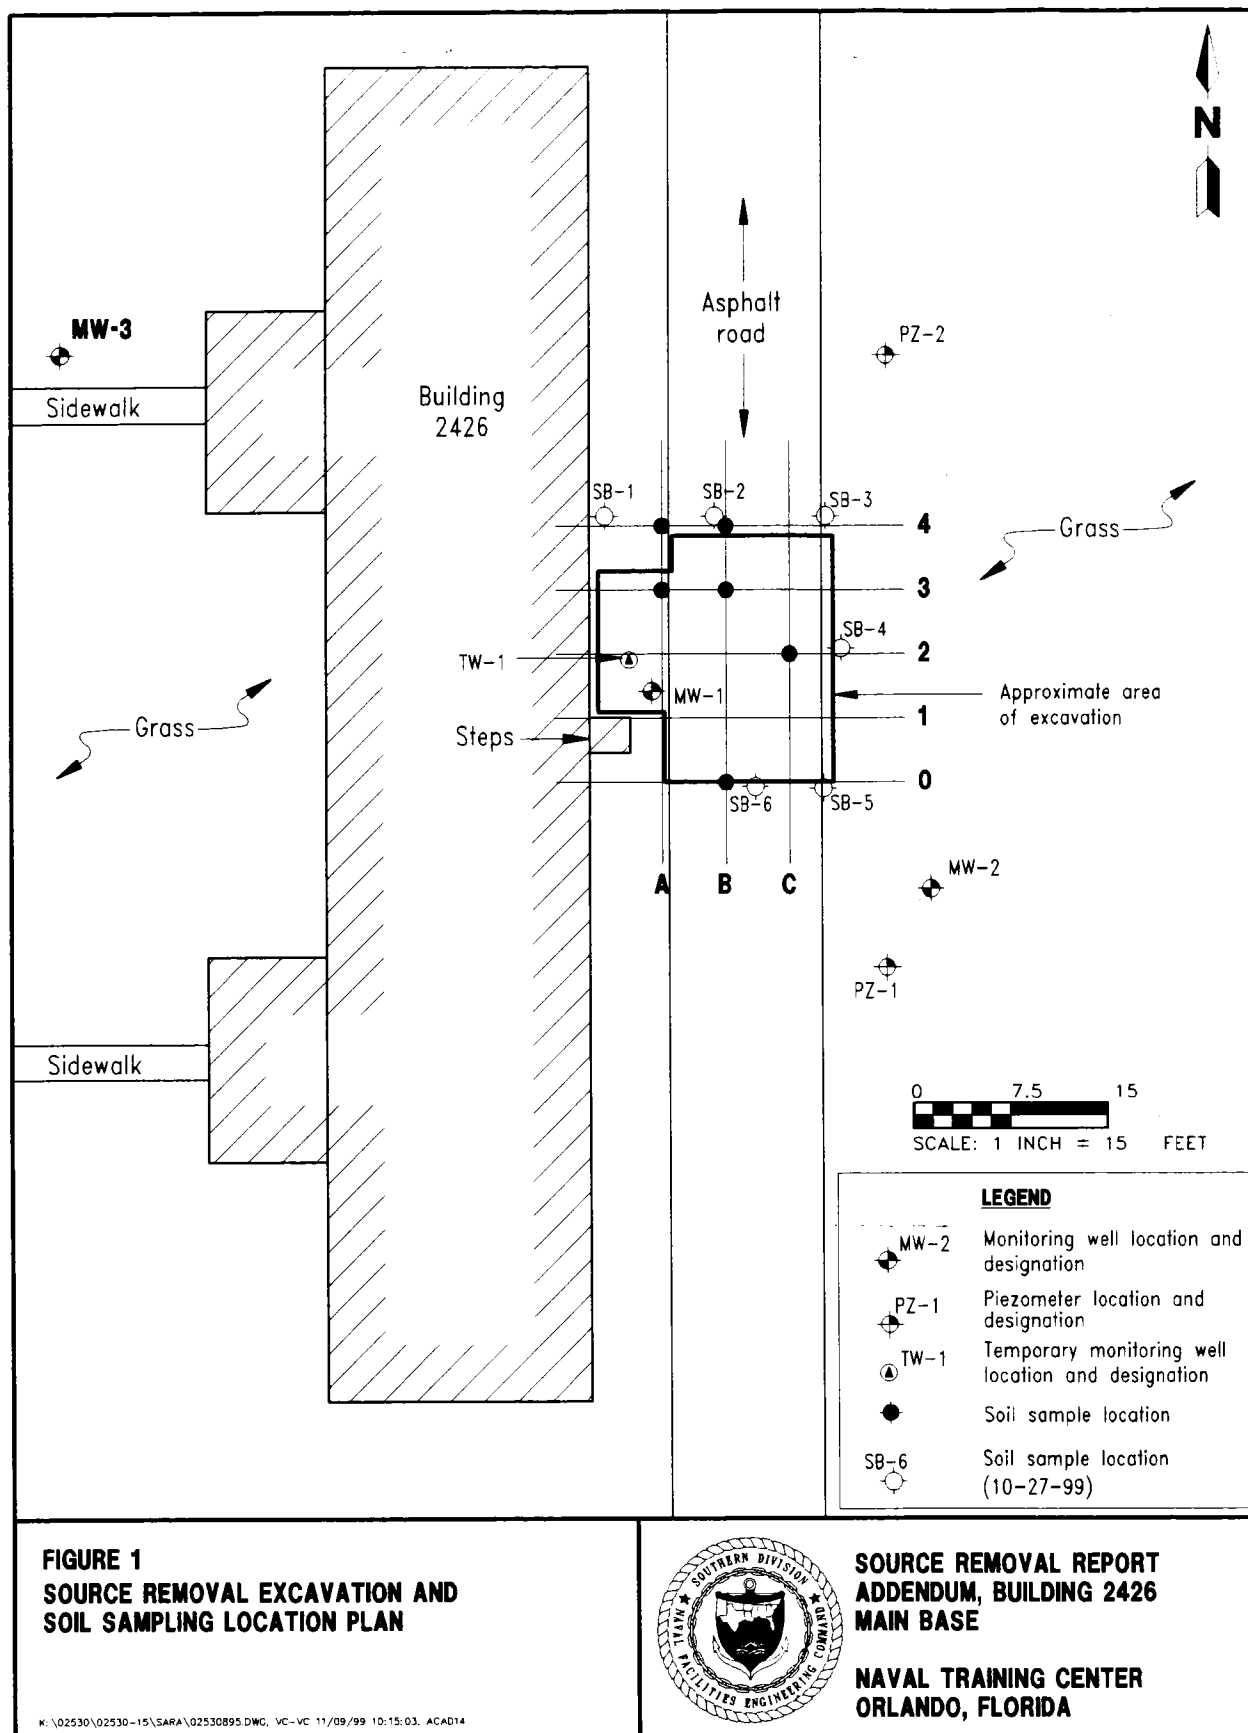 N
MW-3
Sidewalk
Building
2426
Asphalt
road
PZ-2
SB-1
SB-2
SB-3
4
Grass
3
SB-4
TW-1
2
MW-1
Approximate area
of excavation
1
Grass
Steps
0
SB-6
SB-5
A
B
C
MW-2
PZ-1
Sidewalk
0 7.5 15
SCALE: 1 INCH = 15 FEET
LEGEND
MW-2 Monitoring well location and
designation
PZ-1 Piezometer location and
designation
TW-1 Temporary monitoring well
location and designation
Soil sample location
SB-6 Soil sample location
(10-27-99)
FIGURE 1
SOURCE REMOVAL EXCAVATION AND
SOIL SAMPLING LOCATION PLAN
K:\02530\02530-15\SARA\02530B95.DWG, VC-VC 11/09/99 10:15:03, ACAD14
SOUTHERN DIVISION
NAVAL FACILITIES ENGINEERING COMMAND
SOURCE REMOVAL REPORT
ADDENDUM, BUILDING 2426
MAIN BASE
NAVAL TRAINING CENTER
ORLANDO, FLORIDA